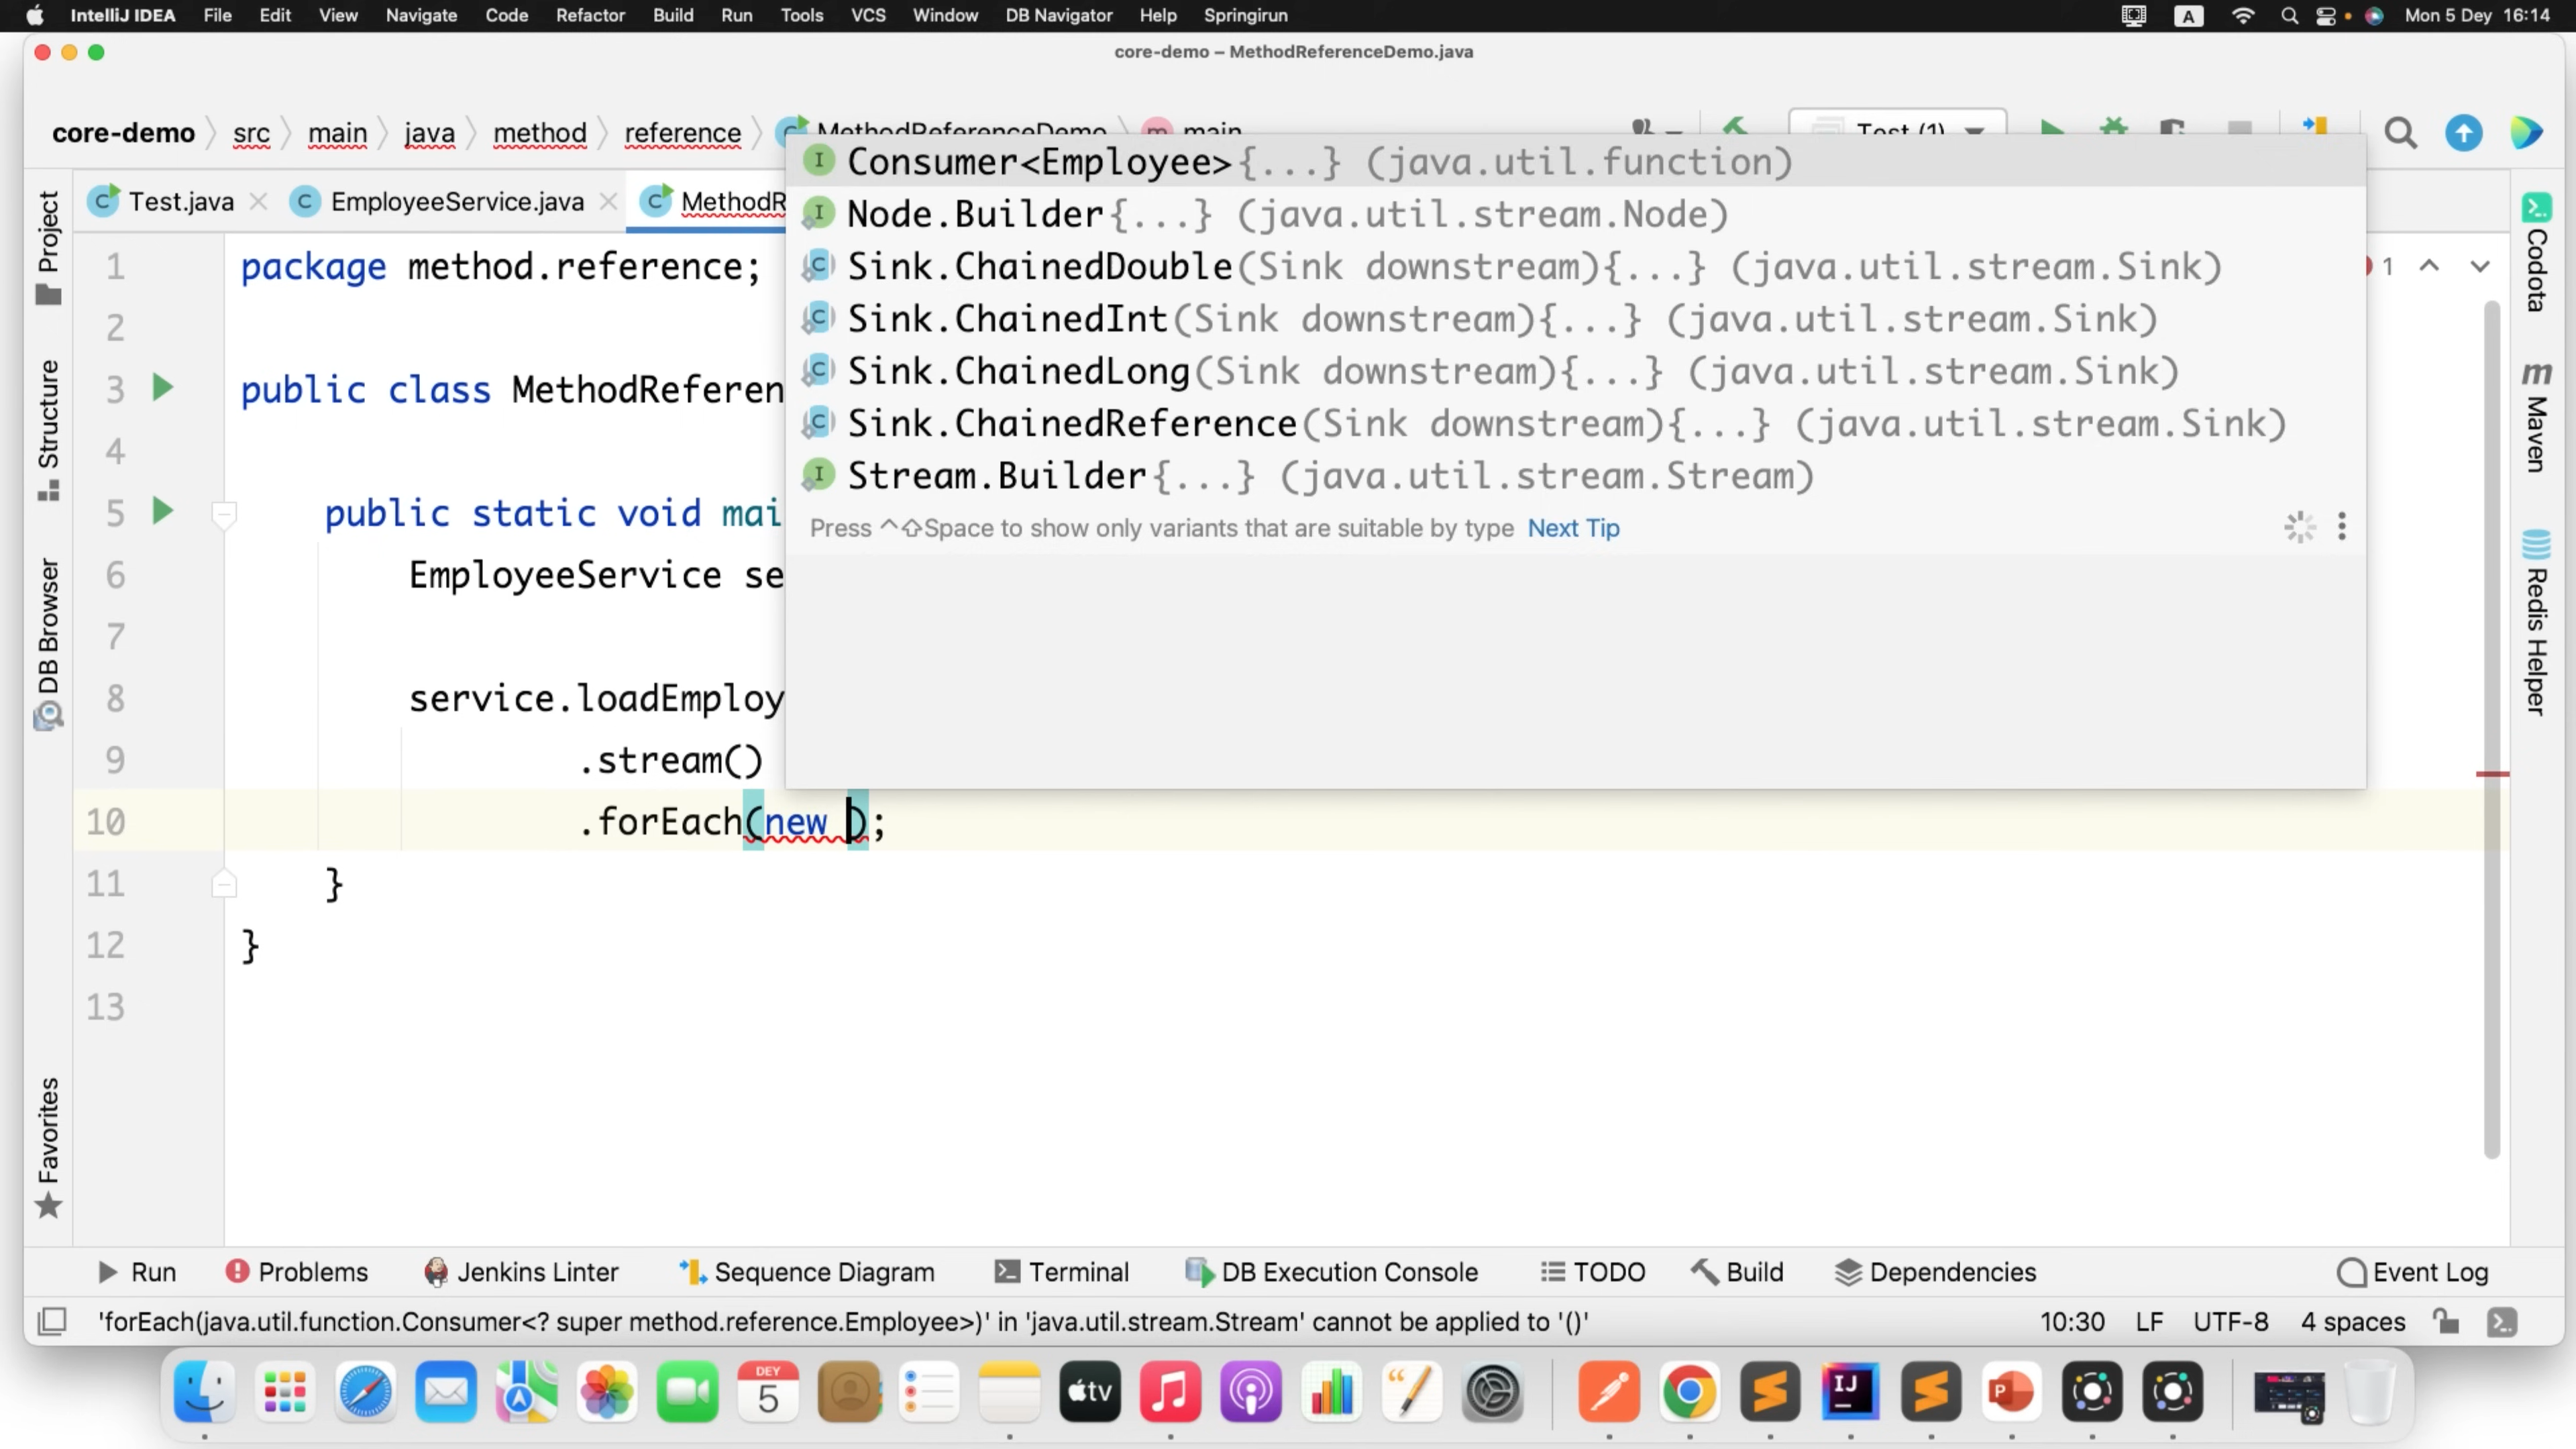 IntelliJ IDEA File Edit View Navigate Code Refactor Build Run Tools VCS Window DB Navigator Help Springirun A Mon 5 Dey 16:14
core-demo – MethodReferenceDemo.java
core-demo src main java method reference MethodReferenceDemo main Test (1)
Test.java EmployeeService.java MethodR
Consumer<Employee>{...} (java.util.function)
Node.Builder{...} (java.util.stream.Node)
Sink.ChainedDouble(Sink downstream){...} (java.util.stream.Sink)
Sink.ChainedInt(Sink downstream){...} (java.util.stream.Sink)
Sink.ChainedLong(Sink downstream){...} (java.util.stream.Sink)
Sink.ChainedReference(Sink downstream){...} (java.util.stream.Sink)
Stream.Builder{...} (java.util.stream.Stream)
Press ^⇧Space to show only variants that are suitable by type Next Tip
1 package method.reference;
2
3 public class MethodReferen
4
5 public static void mai
6 EmployeeService se
7
8 service.loadEmploy
9 .stream()
10 .forEach(new );
11 }
12 }
13
1
Project
Structure
DB Browser
Favorites
Codota
m Maven
Redis Helper
Run Problems Jenkins Linter Sequence Diagram Terminal DB Execution Console TODO Build Dependencies Event Log
'forEach(java.util.function.Consumer<? super method.reference.Employee>)' in 'java.util.stream.Stream' cannot be applied to '()' 10:30 LF UTF-8 4 spaces
DEY
5
tv
IJ
P